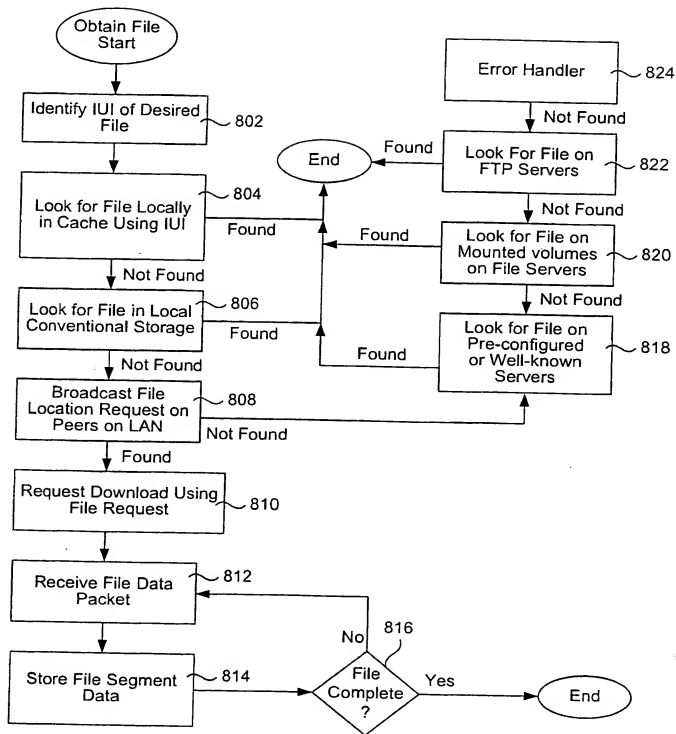 Obtain File
Start
Identify IUI of Desired
File
802
Look for File Locally
in Cache Using IUI
804
Found
Not Found
Look for File in Local
Conventional Storage
806
Found
Not Found
Broadcast File
Location Request on
Peers on LAN
808
Not Found
Found
Request Download Using
File Request
810
Receive File Data
Packet
812
Store File Segment
Data
814
File
Complete
?
816
No
Yes
End
Look for File on
Pre-configured
or Well-known
Servers
818
Found
Not Found
Look for File on
Mounted volumes
on File Servers
820
Found
Not Found
Look For File on
FTP Servers
822
Found
End
Not Found
Error Handler
824